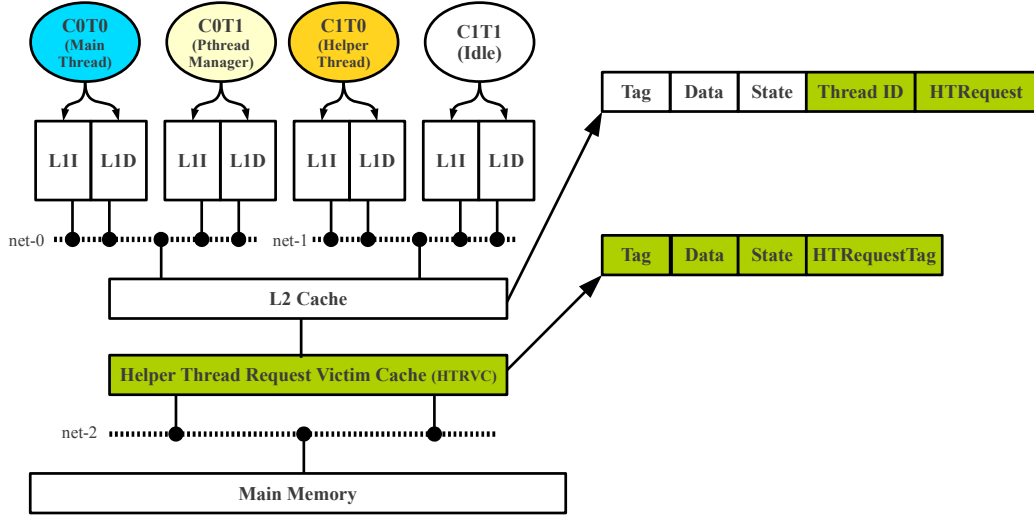 C0T0
(Main
Thread)
C0T1
(Pthread
Manager)
C1T0
(Helper
Thread)
C1T1
(Idle)
Tag Data State Thread ID HTRequest
L1I L1D L1I L1D L1I L1D L1I L1D
net-0 net-1
Tag Data State HTRequestTag
L2 Cache
Helper Thread Request Victim Cache (HTRVC)
net-2
Main Memory